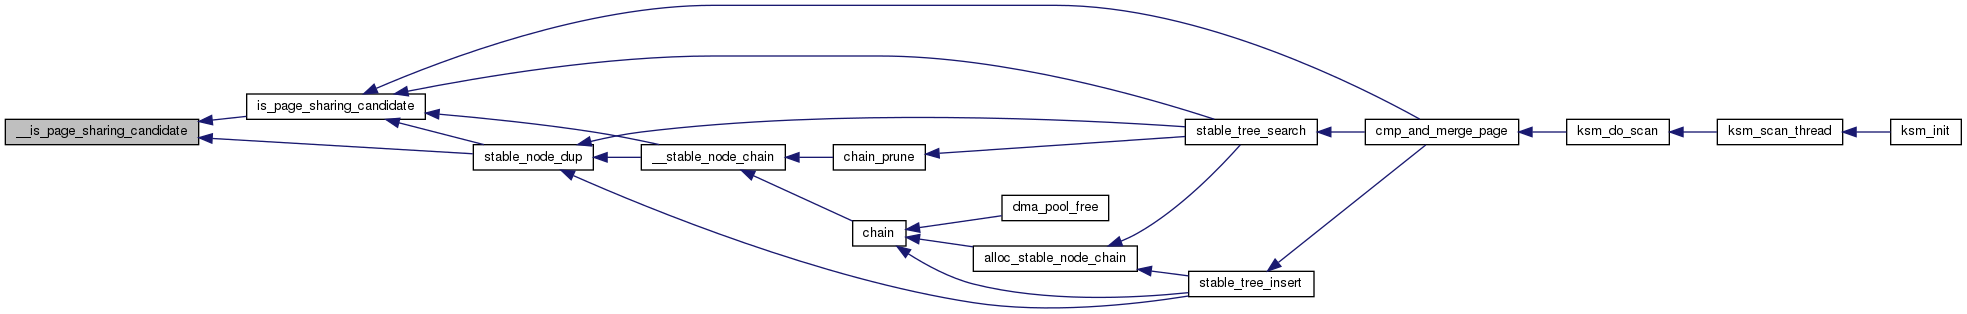 __is_page_sharing_candidate
is_page_sharing_candidate
stable_node_dup
__stable_node_chain
chain_prune
chain
dma_pool_free
alloc_stable_node_chain
stable_tree_search
stable_tree_insert
cmp_and_merge_page
ksm_do_scan
ksm_scan_thread
ksm_init